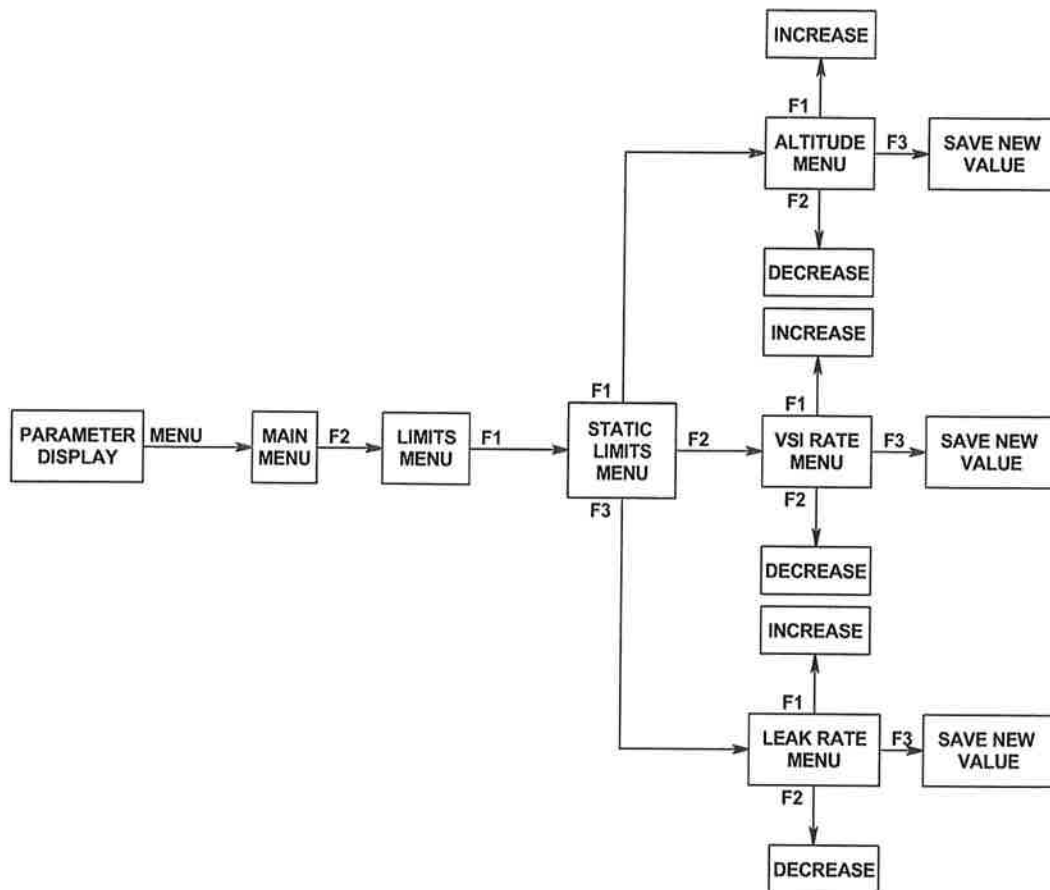 INCREASE
F1
ALTITUDE
MENU
F3
SAVE NEW
VALUE
F2
DECREASE
INCREASE
PARAMETER
DISPLAY
MENU
MAIN
MENU
F2
LIMITS
MENU
F1
F1
STATIC
LIMITS
MENU
F3
F2
F1
VSI RATE
MENU
F3
SAVE NEW
VALUE
F2
DECREASE
INCREASE
F1
LEAK RATE
MENU
F3
SAVE NEW
VALUE
F2
DECREASE